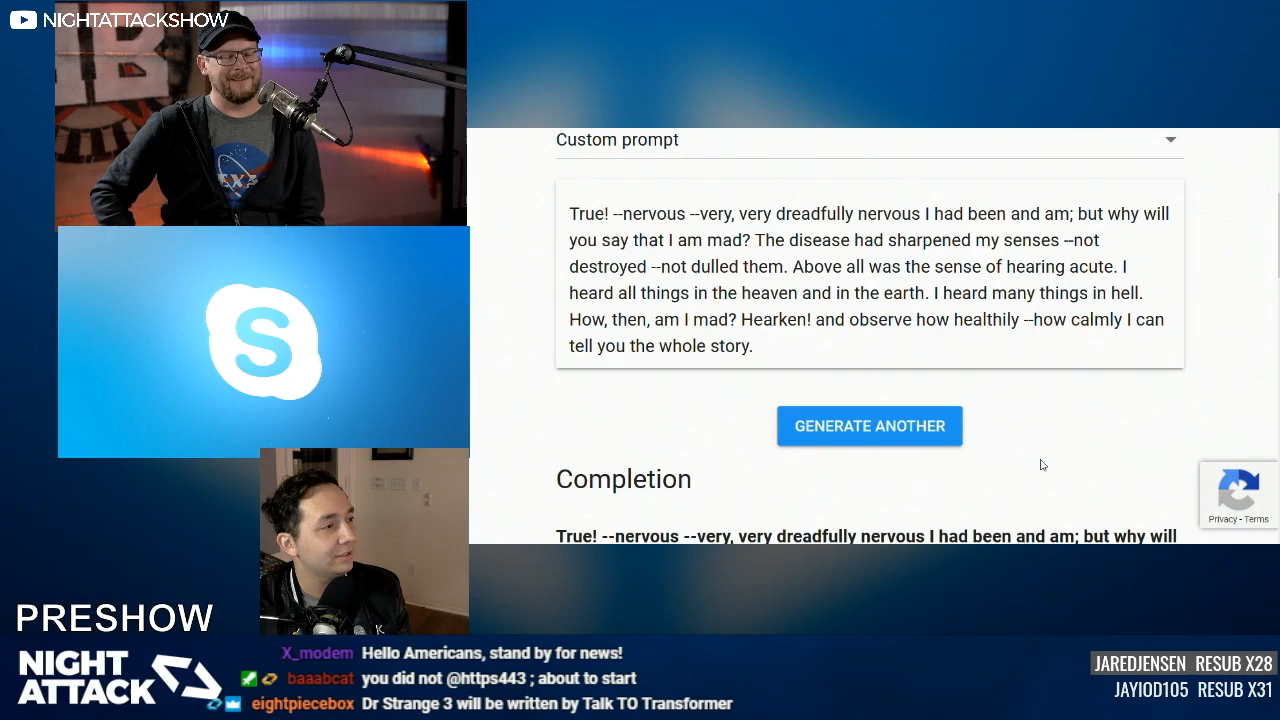 NIGHTATTACKSHOW
Custom prompt
True! --nervous --very, very dreadfully nervous I had been and am; but why will
you say that I am mad? The disease had sharpened my senses --not
destroyed --not dulled them. Above all was the sense of hearing acute. I
heard all things in the heaven and in the earth. I heard many things in hell.
How, then, am I mad? Hearken! and observe how healthily --how calmly I can
tell you the whole story.
GENERATE ANOTHER
Completion
True! --nervous --very, very dreadfully nervous I had been and am; but why will
Privacy - Terms
EXA
S
PRESHOW
NIGHT
ATTACK
X_modem Hello Americans, stand by for news!
baaabcat you did not @https443 ; about to start
eightpiecebox Dr Strange 3 will be written by Talk TO Transformer
JAREDJENSEN RESUB X28
JAYIOD105 RESUB X31